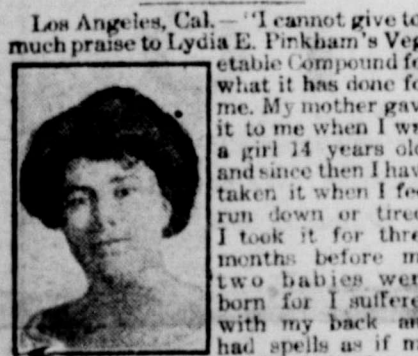 Los Angeles, Cal. — "I cannot give to
much praise to Lydia E. Pinkham's Veg
etable Compound fo
what it has done fo
me. My mother gav
it to me when I w
a girl 14 years old
and since then I hav
taken it when I fee
run down or tired
I took it for thre
months before m
two babies wer
born for I suffere
with my back an
had spells as if m